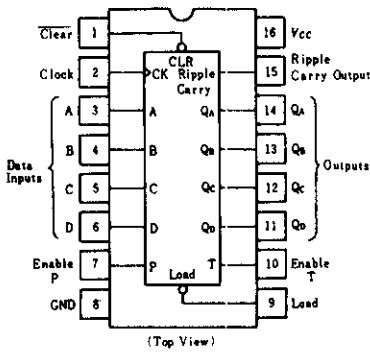 Clear 1 16 Vcc
CLR
Clock 2 CK Ripple Carry 15 Ripple Carry Output
A 3 A QA 14 QA
B 4 B QB 13 QB
Data Inputs
Outputs
C 5 C QC 12 QC
D 6 D QD 11 QD
Enable P 7 P T 10 Enable T
Load
GND 8 9 Load
(Top View)